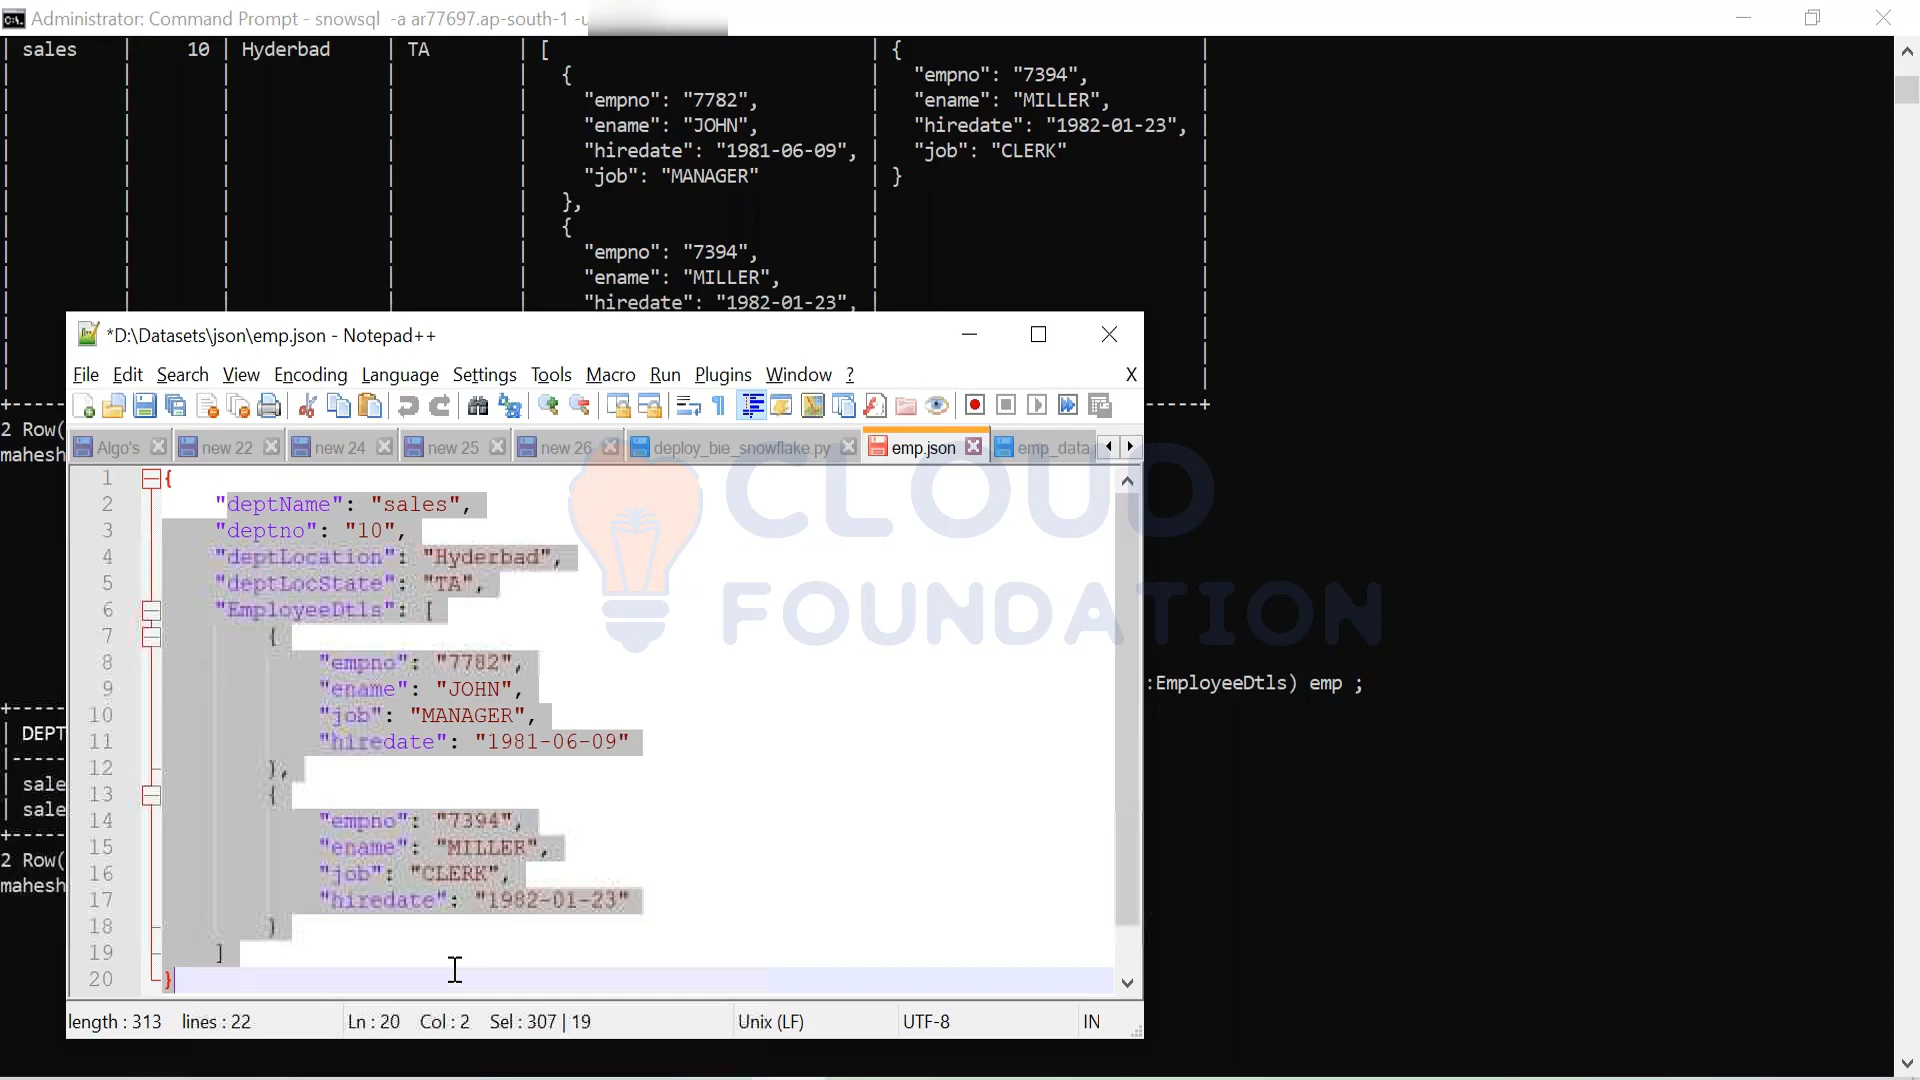 Administrator: Command Prompt - snowsql -a ar77697.ap-south-1 -u
| sales | 10 | Hyderbad | TA | [ | {
{ | "empno": "7394",
"empno": "7782", | "ename": "MILLER",
"ename": "JOHN", | "hiredate": "1982-01-23",
"hiredate": "1981-06-09", | "job": "CLERK"
"job": "MANAGER" | }
},
{
"empno": "7394",
"ename": "MILLER",
"hiredate": "1982-01-23",
*D:\Datasets\json\emp.json - Notepad++
File Edit Search View Encoding Language Settings Tools Macro Run Plugins Window ? X
2 Row(
mahesh
Algo's new 22 new 24 new 25 new 26 deploy_bie_snowflake.py emp.json emp_data
1 {
2 "deptName": "sales",
3 "deptno": "10",
4 "deptLocation": "Hyderbad",
5 "deptLocState": "TA",
6 "EmployeeDtls": [
7 {
8 "empno": "7782",
9 "ename": "JOHN",
10 "job": "MANAGER",
11 "hiredate": "1981-06-09"
12 },
13 {
14 "empno": "7394",
15 "ename": "MILLER",
16 "job": "CLERK",
17 "hiredate": "1982-01-23"
18 }
19 ]
20 }
CLOUD
FOUNDATION
:EmployeeDtls) emp ;
| DEPT
| sale
| sale
2 Row(
mahesh
length : 313 lines : 22 Ln : 20 Col : 2 Sel : 307 | 19 Unix (LF) UTF-8 IN